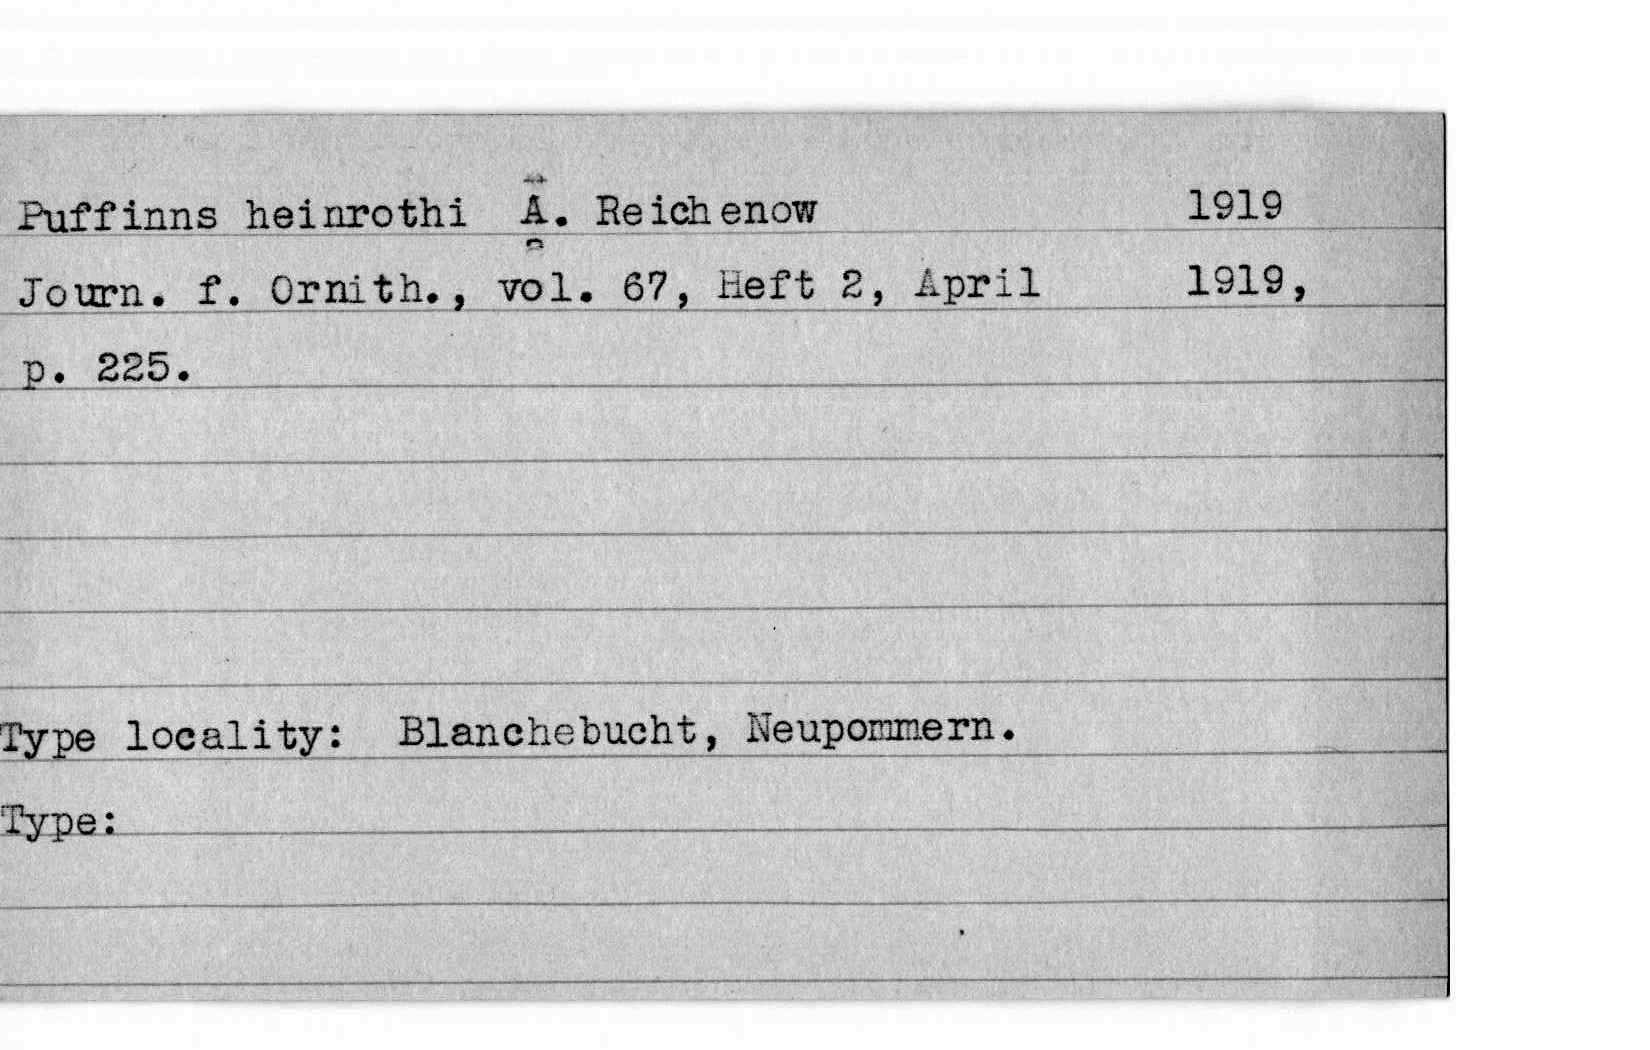 Puffinns heinrothi A. Reichenow 1919
Journ. f. Ornith., vol. 67, Heft 2, April 1919,
p. 225.
Type locality: Blanchebucht, Neupommern.
Type: